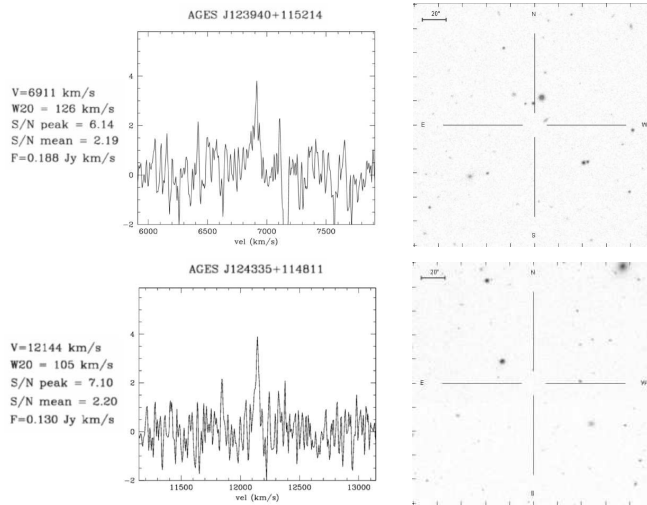 AGES J123940+115214
V=6911 km/s
W20 = 126 km/s
S/N peak = 6.14
S/N mean = 2.19
F=0.188 Jy km/s
4
2
0
-2
6000 6500 7000 7500
vel (km/s)
20"
N
E W
S
AGES J124335+114811
V=12144 km/s
W20 = 105 km/s
S/N peak = 7.10
S/N mean = 2.20
F=0.130 Jy km/s
4
2
0
-2
11500 12000 12500 13000
vel (km/s)
20"
N
E W
S